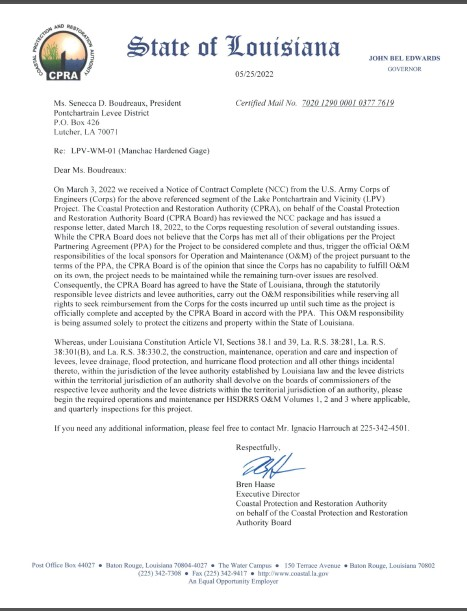 COASTAL PROTECTION AND RESTORATION AUTHORITY
CPRA
State of Louisiana
JOHN BEL EDWARDS
GOVERNOR
05/25/2022
Ms. Senecca D. Boudreaux, President
Certified Mail No. 7020 1290 0001 0377 7619
Pontchartrain Levee District
P.O. Box 426
Lutcher, LA 70071
Re: LPV-WM-01 (Manchac Hardened Gage)
Dear Ms. Boudreaux:
On March 3, 2022 we received a Notice of Contract Complete (NCC) from the U.S. Army Corps of
Engineers (Corps) for the above referenced segment of the Lake Pontchartrain and Vicinity (LPV)
Project. The Coastal Protection and Restoration Authority (CPRA), on behalf of the Coastal Protection
and Restoration Authority Board (CPRA Board) has reviewed the NCC package and has issued a
response letter, dated March 18, 2022, to the Corps requesting resolution of several outstanding issues.
While the CPRA Board does not believe that the Corps has met all of their obligations per the Project
Partnering Agreement (PPA) for the Project to be considered complete and thus, trigger the official O&M
responsibilities of the local sponsors for Operation and Maintenance (O&M) of the project pursuant to the
terms of the PPA, the CPRA Board is of the opinion that since the Corps has no capability to fulfill O&M
on its own, the project needs to be maintained while the remaining turn-over issues are resolved.
Consequently, the CPRA Board has agreed to have the State of Louisiana, through the statutorily
responsible levee districts and levee authorities, carry out the O&M responsibilities while reserving all
rights to seek reimbursement from the Corps for the costs incurred up until such time as the project is
officially complete and accepted by the CPRA Board in accord with the PPA. This O&M responsibility
is being assumed solely to protect the citizens and property within the State of Louisiana.
Whereas, under Louisiana Constitution Article VI, Sections 38.1 and 39, La. R.S. 38:281, La. R.S.
38:301(B), and La. R.S. 38:330.2, the construction, maintenance, operate and care and inspection of
levees, levee drainage, flood protection, and hurricane flood protection and all other things incidental
thereto, within the jurisdiction of the levee authority established by Louisiana law and the levee districts
within the territorial jurisdiction of an authority shall devolve on the boards of commissioners of the
respective levee authority and the levee districts within the territorial jurisdiction of an authority, please
begin the required operations and maintenance per HSDRRS O&M Volumes 1, 2 and 3 where applicable,
and quarterly inspections for this project.
If you need any additional information, please feel free to contact Mr. Ignacio Harrouch at 225-342-4501.
Respectfully,
Bren Haase
Executive Director
Coastal Protection and Restoration Authority
on behalf of the Coastal Protection and Restoration
Authority Board
Post Office Box 44027 ● Baton Rouge, Louisiana 70804-4027 ● The Water Campus ● 150 Terrace Avenue ● Baton Rouge, Louisiana 70802
(225) 342-7308 ● Fax (225) 342-9417 ● http://www.coastal.la.gov
An Equal Opportunity Employer